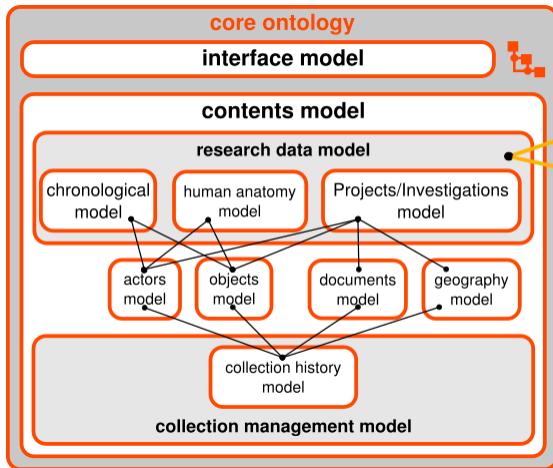 core ontology
interface model
contents model
research data model
chronological
model
human anatomy
model
Projects/Investigations
model
actors
model
objects
model
documents
model
geography
model
collection history
model
collection management model